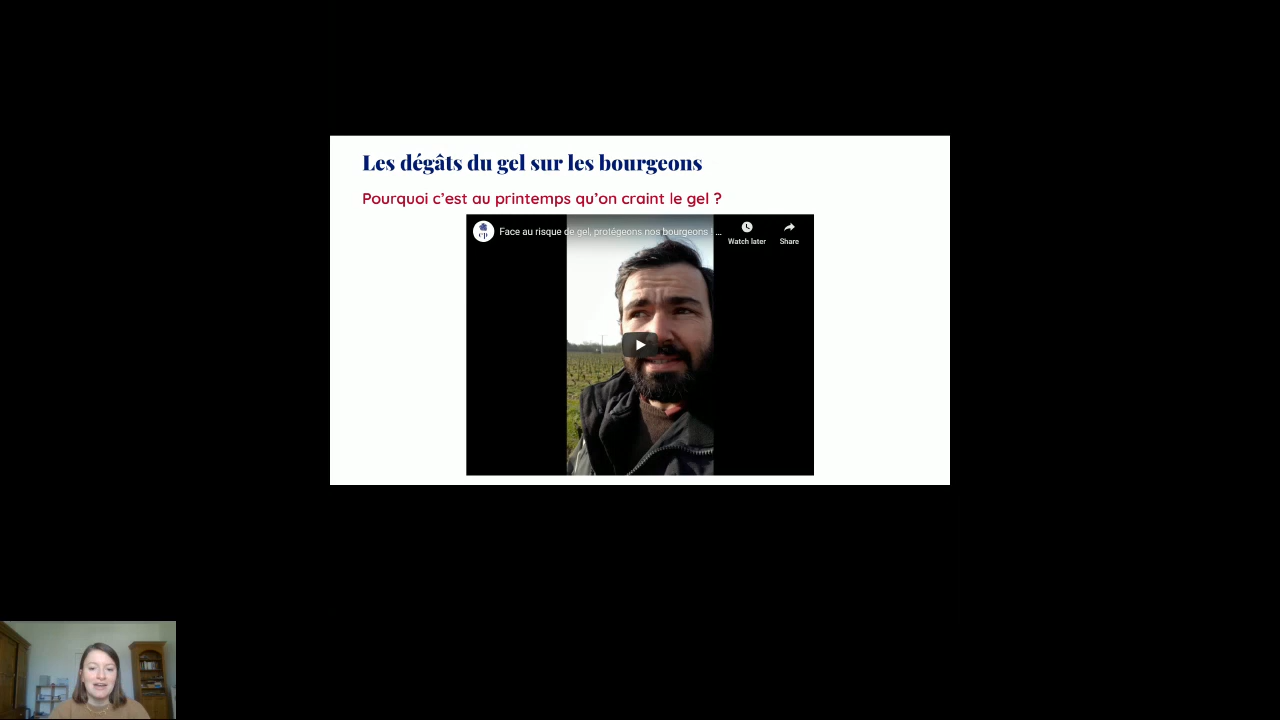 Les dégâts du gel sur les bourgeons
Pourquoi c'est au printemps qu'on craint le gel ?
cp
Face au risque de gel, protégeons nos bourgeons ! ...
Watch later
Share